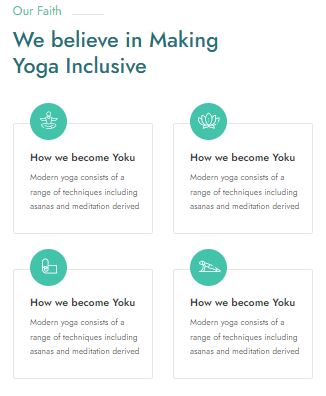 Our Faith
We believe in Making
Yoga Inclusive
How we become Yoku
Modern yoga consists of a
range of techniques including
asanas and meditation derived
How we become Yoku
Modern yoga consists of a
range of techniques including
asanas and meditation derived
How we become Yoku
Modern yoga consists of a
range of techniques including
asanas and meditation derived
How we become Yoku
Modern yoga consists of a
range of techniques including
asanas and meditation derived